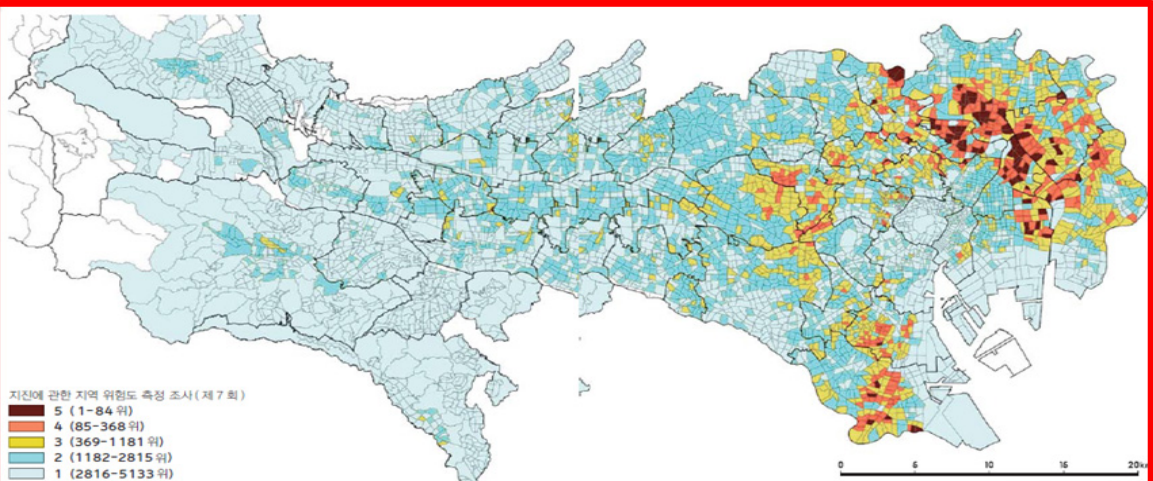 지진에 관한 지역 위험도 측정 조사 ( 제 7 회 )
5 (1-84 위)
4 (85-368 위)
3 (369-1181 위)
2 (1182-2815 위)
1 (2816-5133 위)
0 5 10 15 20km